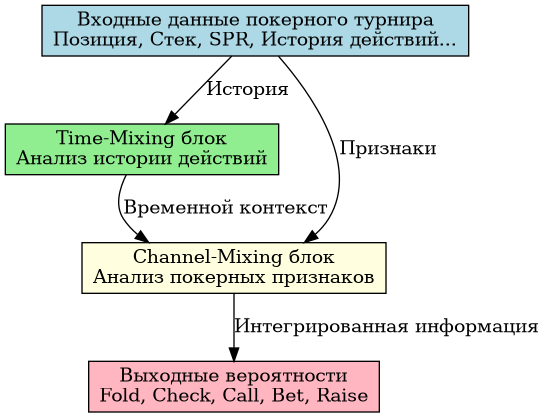 Входные данные покерного турнира
Позиция, Стек, SPR, История действий...
История
Time-Mixing блок
Анализ истории действий
Признаки
Временной контекст
Channel-Mixing блок
Анализ покерных признаков
Интегрированная информация
Выходные вероятности
Fold, Check, Call, Bet, Raise